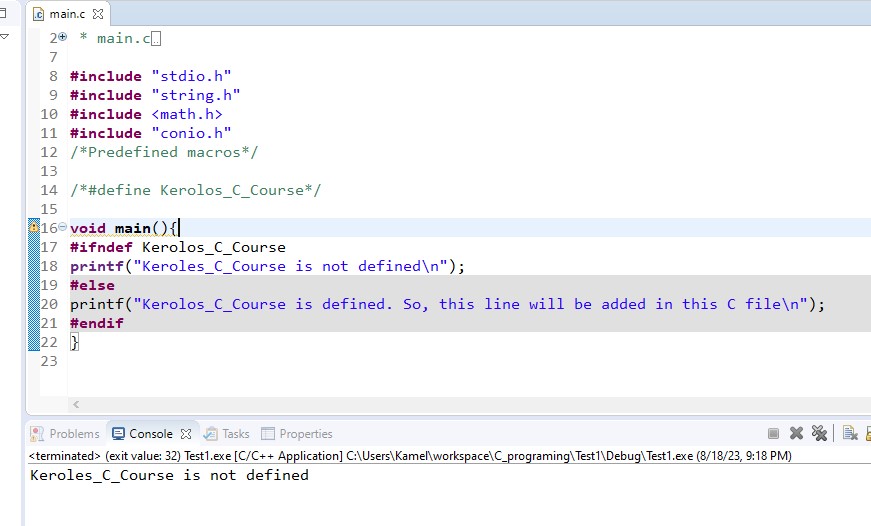 main.c
2 * main.c
7
8 #include "stdio.h"
9 #include "string.h"
10 #include <math.h>
11 #include "conio.h"
12 /*Predefined macros*/
13
14 /*#define Kerolos_C_Course*/
15
16 void main(){
17 #ifndef Kerolos_C_Course
18 printf("Keroles_C_Course is not defined\n");
19 #else
20 printf("Kerolos_C_Course is defined. So, this line will be added in this C file\n");
21 #endif
22 }
23
Problems Console Tasks Properties
<terminated> (exit value: 32) Test1.exe [C/C++ Application] C:\Users\Kamel\workspace\C_programing\Test1\Debug\Test1.exe (8/18/23, 9:18 PM)
Keroles_C_Course is not defined